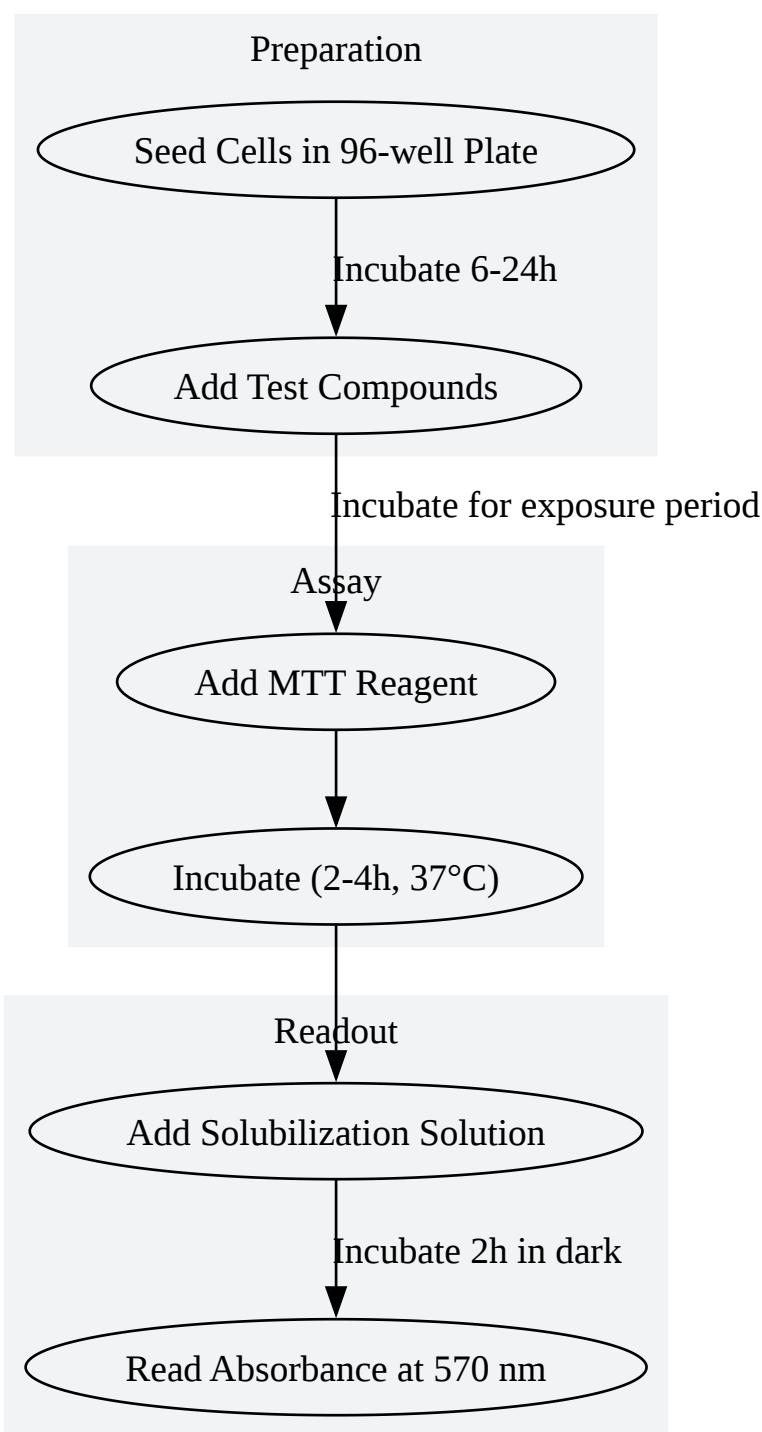 Preparation
Seed Cells in 96-well Plate
Incubate 6-24h
Add Test Compounds
Incubate for exposure period
Assay
Add MTT Reagent
Incubate (2-4h, 37°C)
Readout
Add Solubilization Solution
Incubate 2h in dark
Read Absorbance at 570 nm